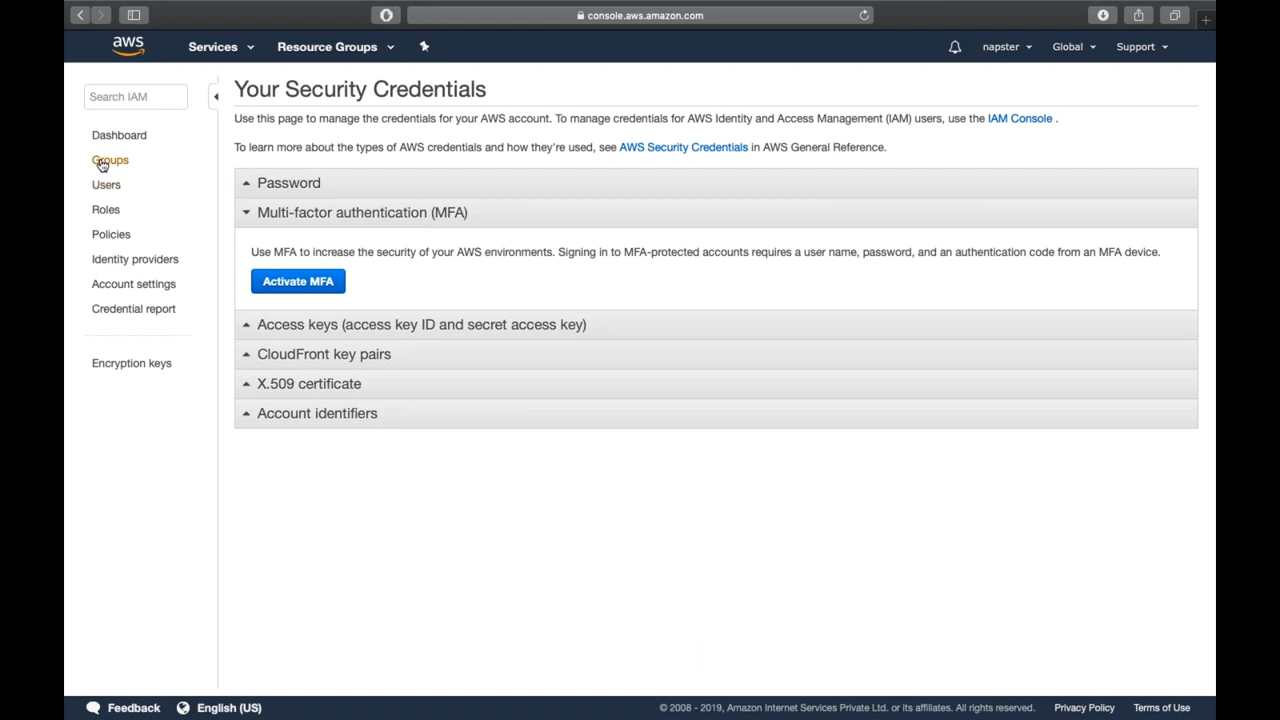 console.aws.amazon.com
aws Services Resource Groups napster Global Support
Search IAM
Dashboard
Groups
Users
Roles
Policies
Identity providers
Account settings
Credential report
Encryption keys
Your Security Credentials
Use this page to manage the credentials for your AWS account. To manage credentials for AWS Identity and Access Management (IAM) users, use the IAM Console .
To learn more about the types of AWS credentials and how they're used, see AWS Security Credentials in AWS General Reference.
Password
Multi-factor authentication (MFA)
Use MFA to increase the security of your AWS environments. Signing in to MFA-protected accounts requires a user name, password, and an authentication code from an MFA device.
Activate MFA
Access keys (access key ID and secret access key)
CloudFront key pairs
X.509 certificate
Account identifiers
Feedback English (US) © 2008 - 2019, Amazon Internet Services Private Ltd. or its affiliates. All rights reserved. Privacy Policy Terms of Use